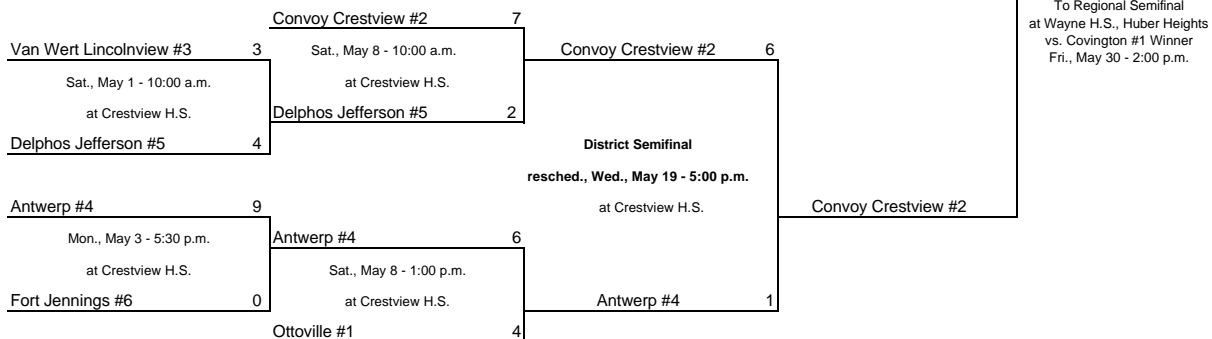 To Regional Semifinal
at Wayne H.S., Huber Heights
vs. Covington #1 Winner
Fri., May 30 - 2:00 p.m.
Convoy Crestview #2 7
Van Wert Lincolnview #3 3
Sat., May 8 - 10:00 a.m.
Convoy Crestview #2 6
Sat., May 1 - 10:00 a.m.
at Crestview H.S.
at Crestview H.S.
Delphos Jefferson #5 2
Delphos Jefferson #5 4
District Semifinal
resched., Wed., May 19 - 5:00 p.m.
at Crestview H.S.
Convoy Crestview #2
Antwerp #4 9
Mon., May 3 - 5:30 p.m.
Antwerp #4 6
at Crestview H.S.
Sat., May 8 - 1:00 p.m.
Fort Jennings #6 0
at Crestview H.S.
Antwerp #4 1
Ottoville #1 4